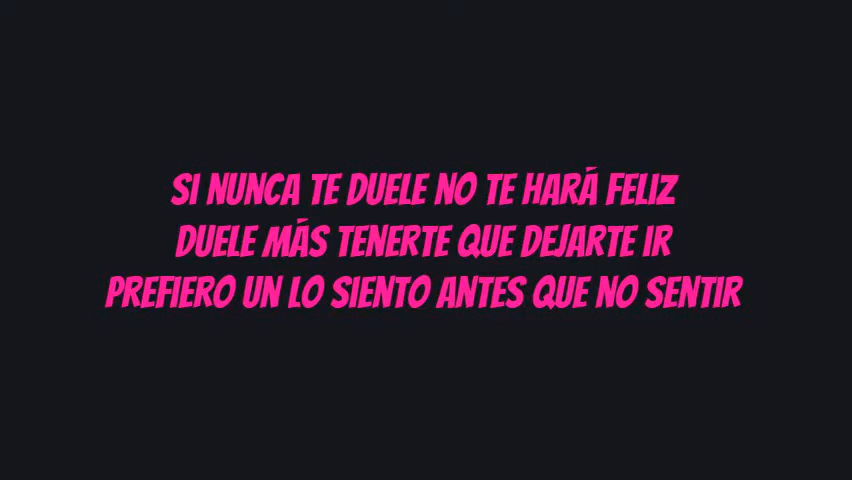 SI NUNCA TE DUELE NO TE HARÁ FELIZ
DUELE MÁS TENERTE QUE DEJARTE IR
PREFIERO UN LO SIENTO ANTES QUE NO SENTIR